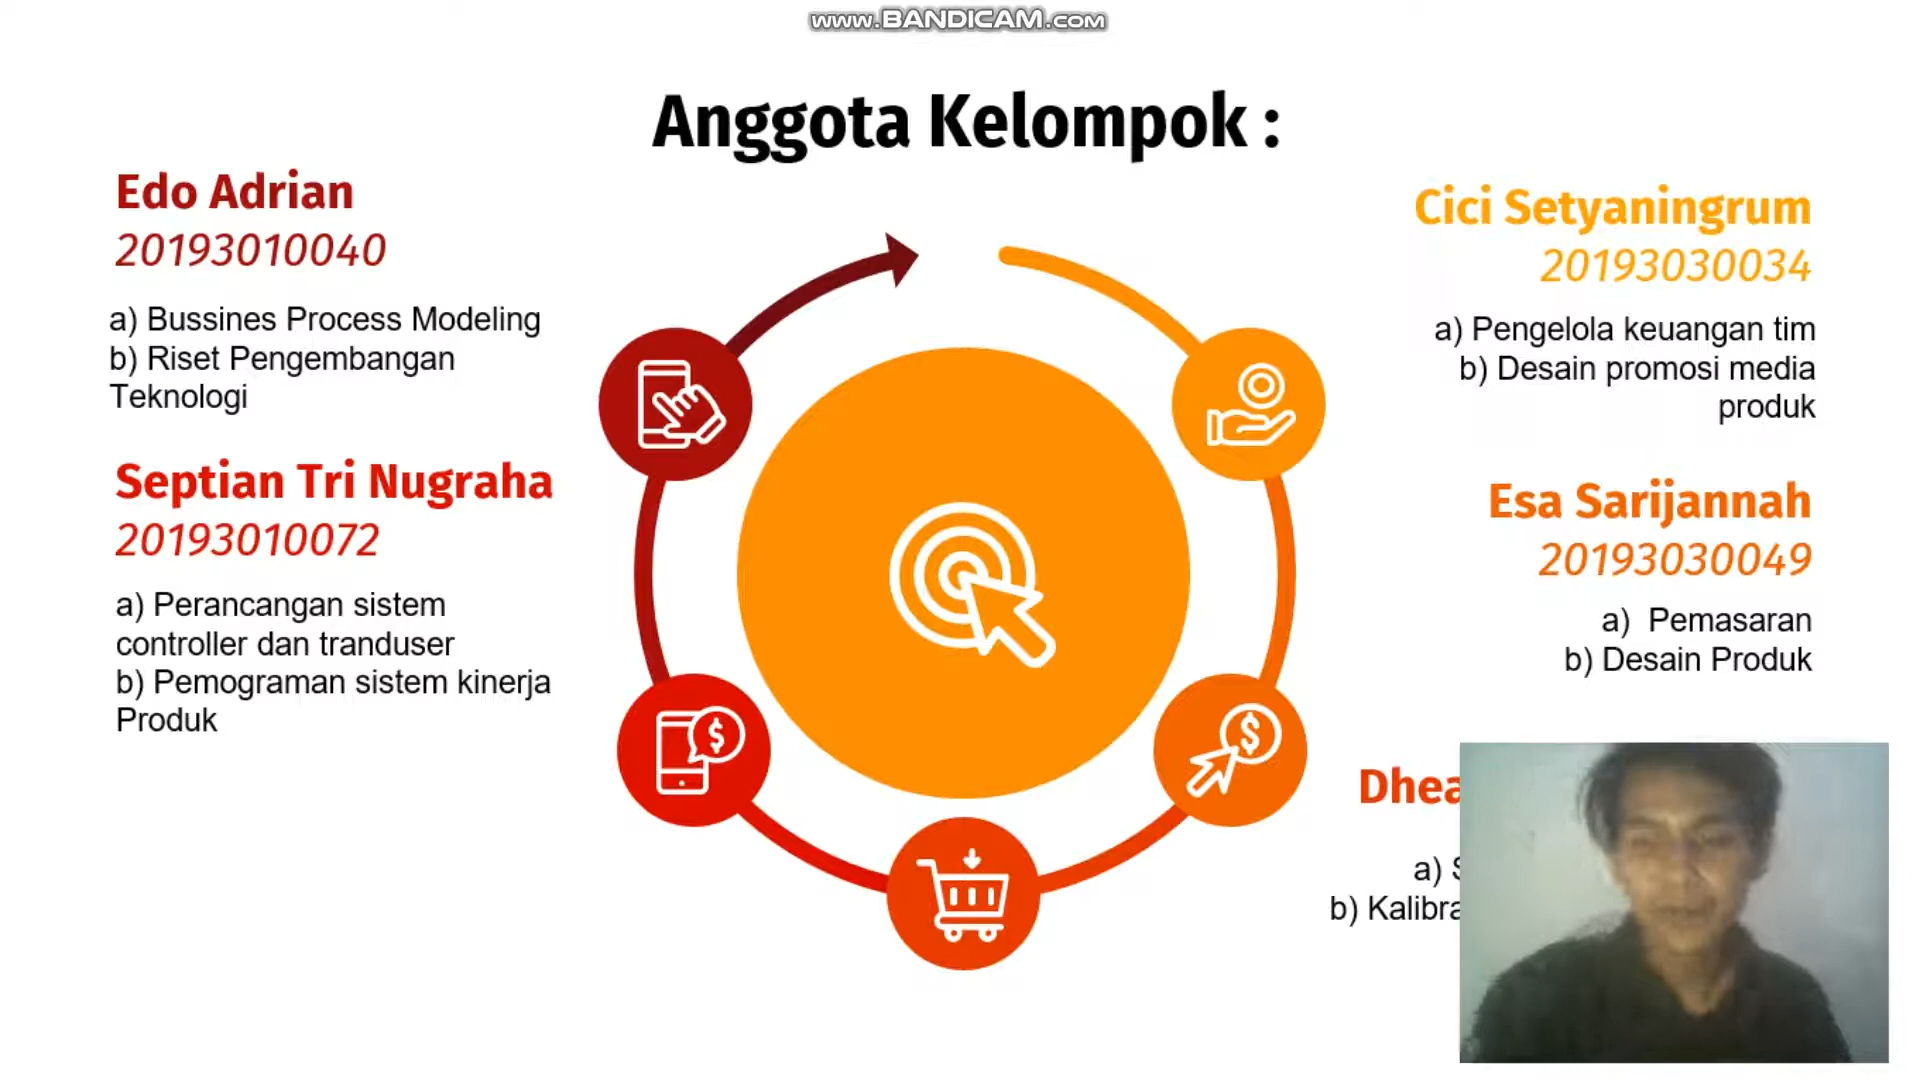 www.BANDICAM.com
Anggota Kelompok :
Edo Adrian
20193010040
a) Bussines Process Modeling
b) Riset Pengembangan
Teknologi
Septian Tri Nugraha
20193010072
a) Perancangan sistem
controller dan tranduser
b) Pemograman sistem kinerja
Produk
Cici Setyaningrum
20193030034
a) Pengelola keuangan tim
b) Desain promosi media
produk
Esa Sarijannah
20193030049
a) Pemasaran
b) Desain Produk
Dhea
a)
b)